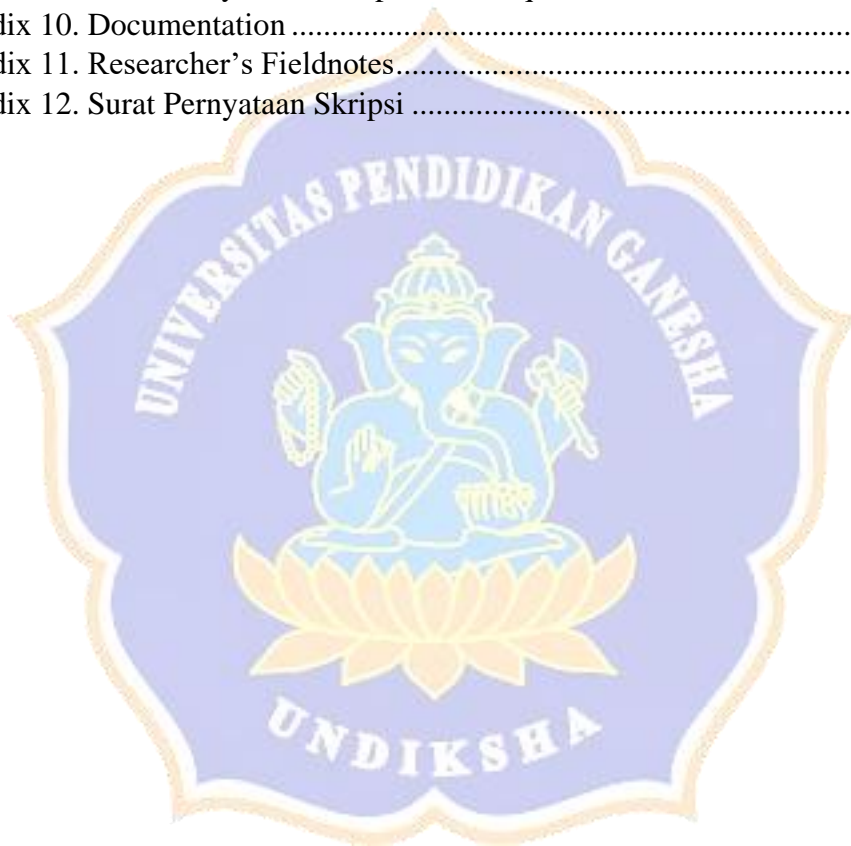 dix 10. Documentation ......................................................................
dix 11. Researcher’s Fieldnotes.........................................................
dix 12. Surat Pernyataan Skripsi .......................................................
UNIVERSITAS PENDIDIKAN GANESHA
UNDIKSHA